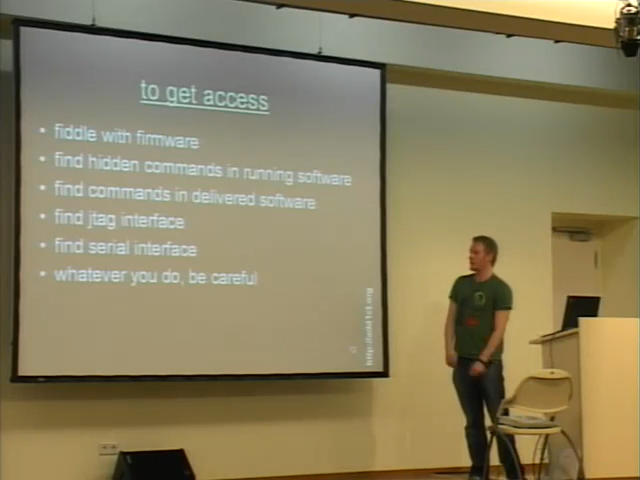 to get access
• fiddle with firmware
• find hidden commands in running software
• find commands in delivered software
• find jtag interface
• find serial interface
• whatever you do, be careful